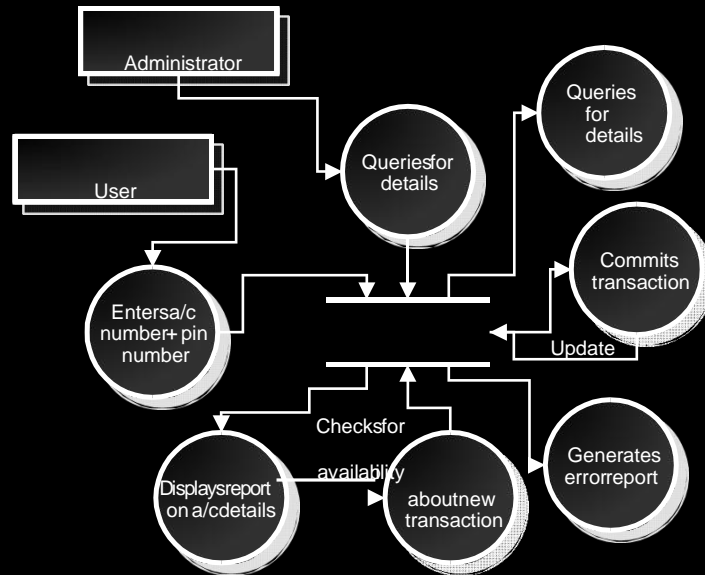 Administrator
Queries
for
details
Queriesfor
details
User
Commits
transaction
Entersa/c
number+ pin
number
Update
Checksfor
availablity
Generates
errorreport
Displaysreport
on a/cdetails
aboutnew
transaction